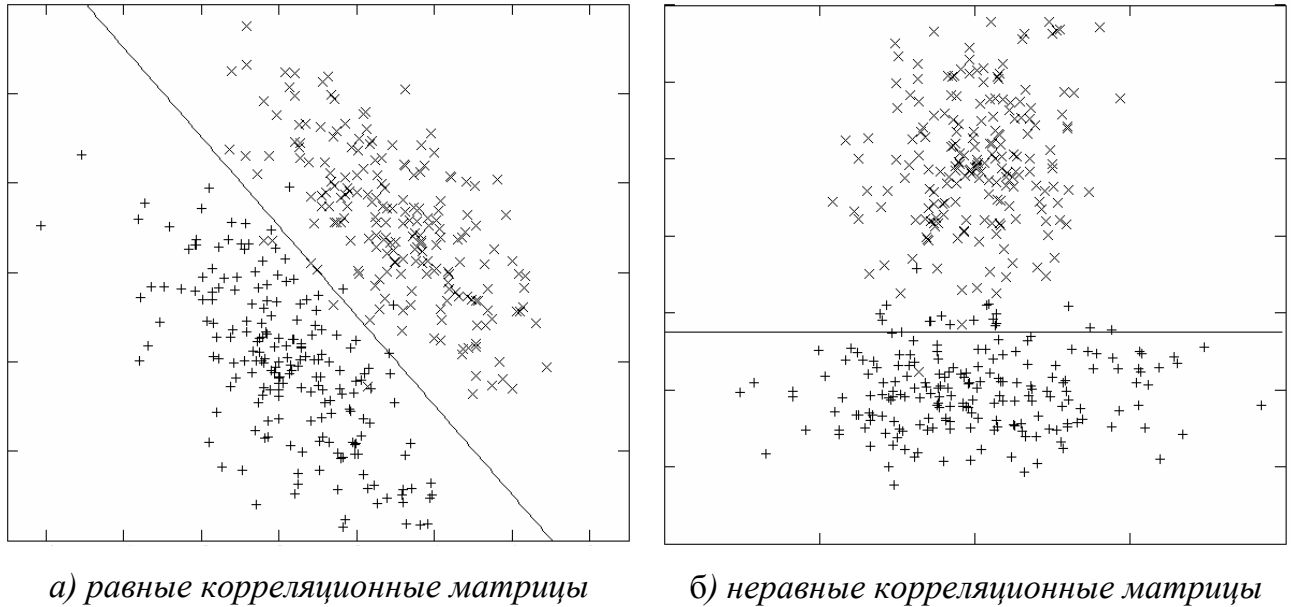 а) равные корреляционные матрицы
б) неравные корреляционные матрицы